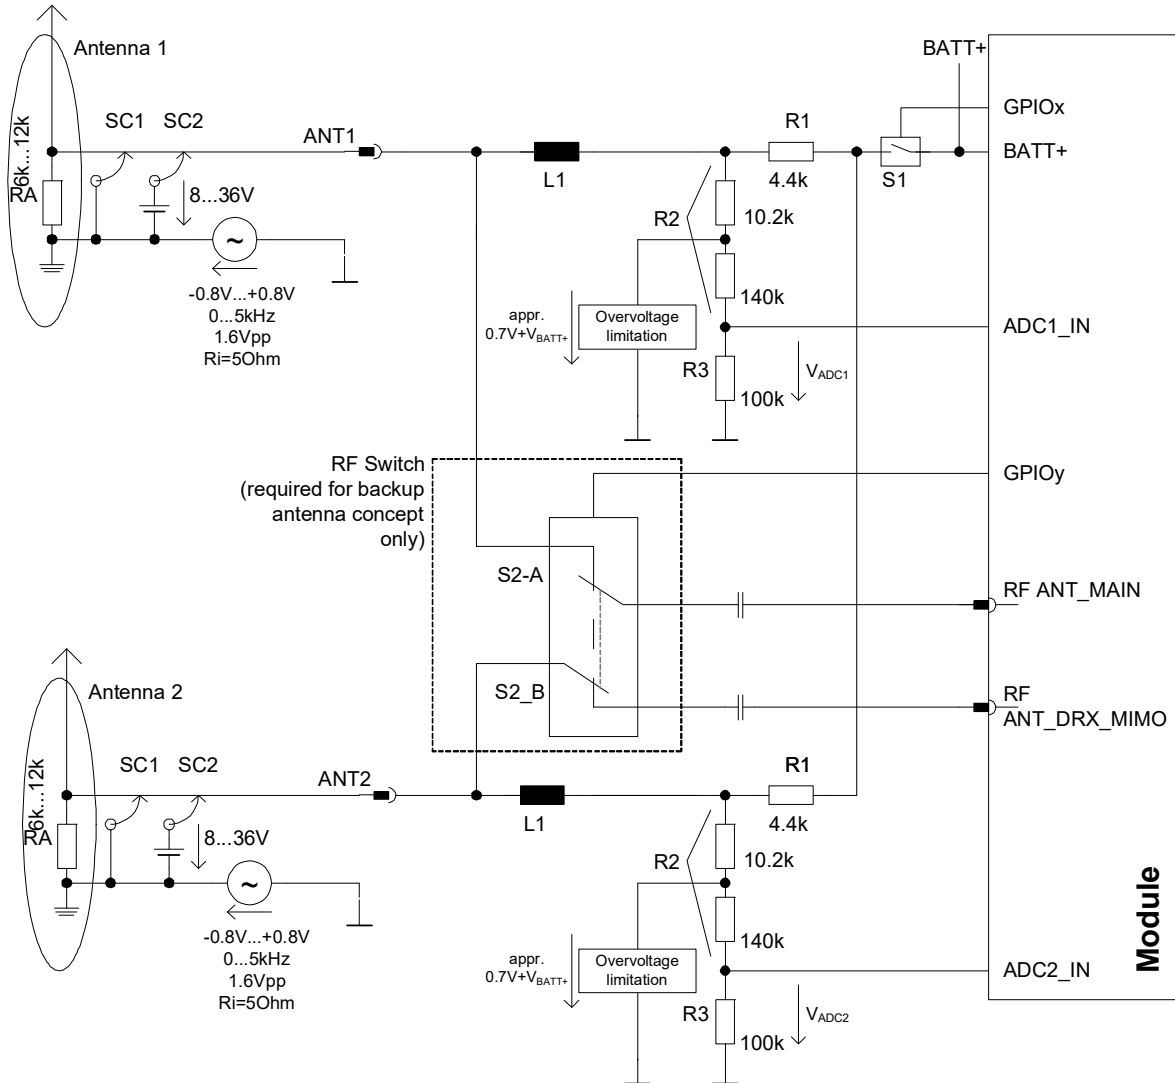 Antenna 1
BATT+
GPIOx
SC1
SC2
ANT1
R1
6k...12k
BATT+
L1
4.4k
S1
RA
8...36V
R2
10.2k
~
-0.8V...+0.8V
0...5kHz
1.6Vpp
Ri=5Ohm
140k
appr.
0.7V+VBATT+
Overvoltage
limitation
ADC1_IN
R3
VADC1
100k
RF Switch
(required for backup
antenna concept
only)
GPIOy
S2-A
RF ANT_MAIN
S2_B
RF
ANT_DRX_MIMO
Antenna 2
SC1
SC2
ANT2
R1
6k...12k
L1
4.4k
RA
8...36V
R2
10.2k
~
-0.8V...+0.8V
0...5kHz
1.6Vpp
Ri=5Ohm
140k
appr.
0.7V+VBATT+
Overvoltage
limitation
ADC2_IN
R3
VADC2
100k
Module